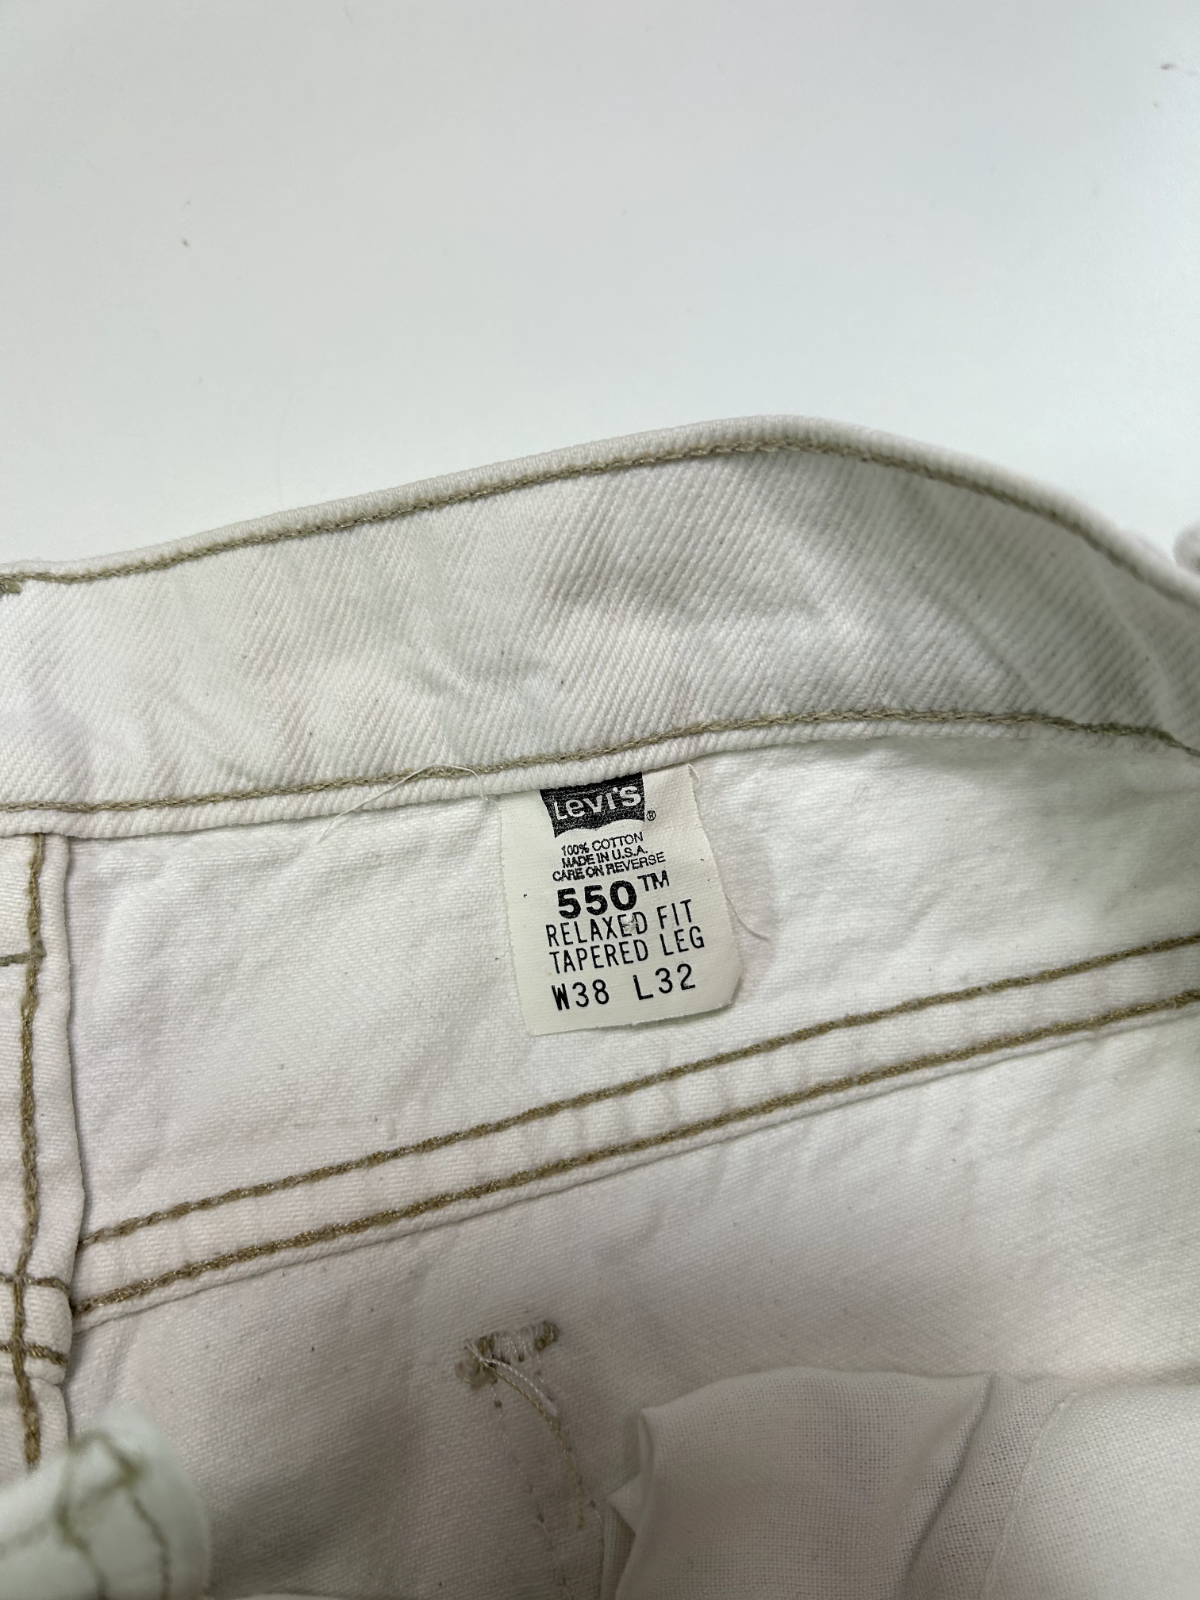 Levi's®
100% COTTON
MADE IN U.S.A.
CARE ON REVERSE
550™
RELAXED FIT
TAPERED LEG
W38 L32